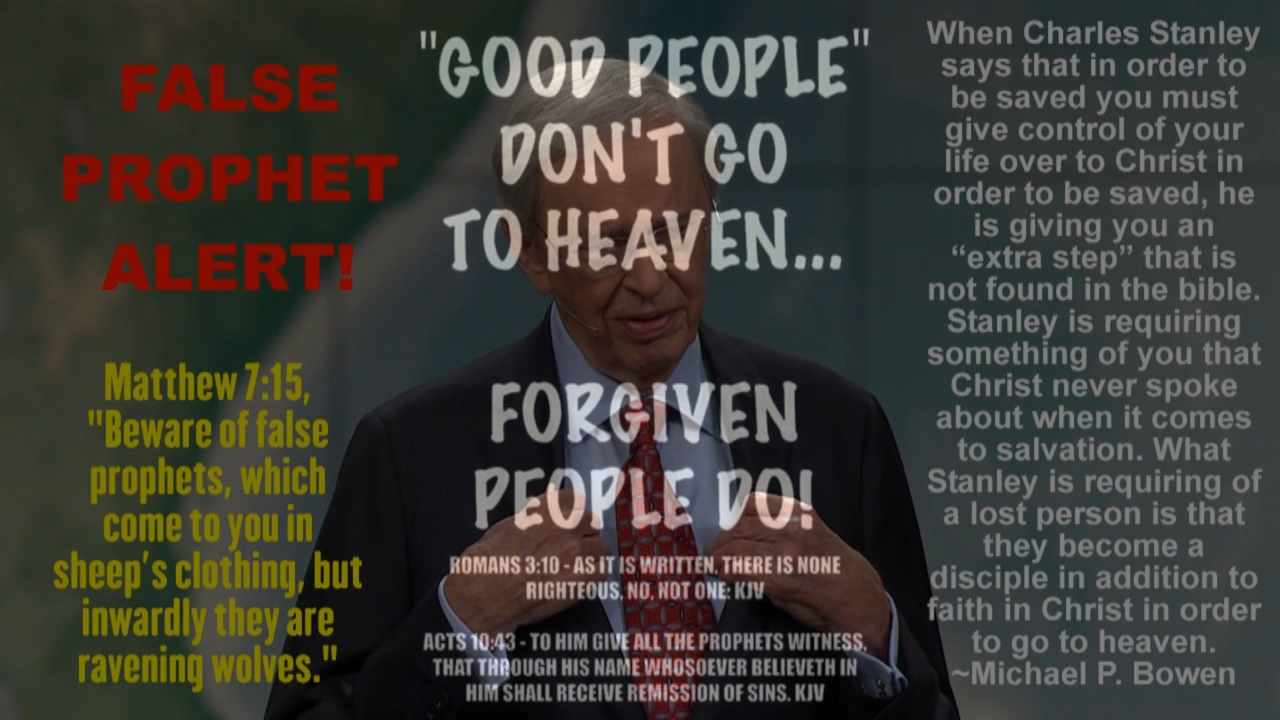 FALSE
PROPHET
ALERT!
Matthew 7:15,
"Beware of false
prophets, which
come to you in
sheep's clothing, but
inwardly they are
ravening wolves."
"GOOD PEOPLE"
DON'T GO
TO HEAVEN...
FORGIVEN
PEOPLE DO!
ROMANS 3:10 - AS IT IS WRITTEN, THERE IS NONE
RIGHTEOUS, NO, NOT ONE: KJV
ACTS 10:43 - TO HIM GIVE ALL THE PROPHETS WITNESS,
THAT THROUGH HIS NAME WHOSOEVER BELIEVETH IN
HIM SHALL RECEIVE REMISSION OF SINS. KJV
When Charles Stanley
says that in order to
be saved you must
give control of your
life over to Christ in
order to be saved, he
is giving you an
“extra step” that is
not found in the bible.
Stanley is requiring
something of you that
Christ never spoke
about when it comes
to salvation. What
Stanley is requiring of
a lost person is that
they become a
disciple in addition to
faith in Christ in order
to go to heaven.
~Michael P. Bowen